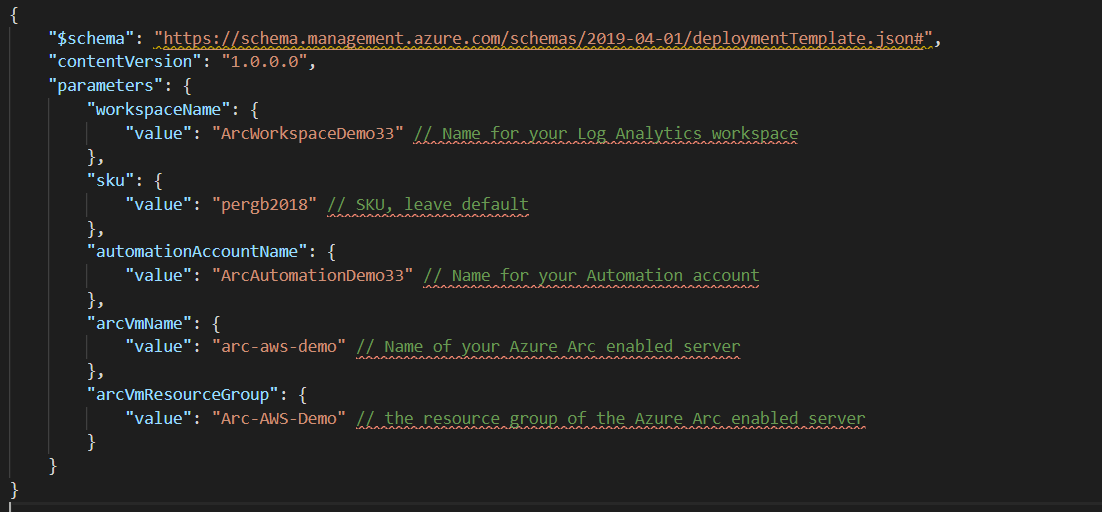 {
    "$schema": "https://schema.management.azure.com/schemas/2019-04-01/deploymentTemplate.json#",
    "contentVersion": "1.0.0.0",
    "parameters": {
        "workspaceName": {
            "value": "ArcWorkspaceDemo33" // Name for your Log Analytics workspace
        },
        "sku": {
            "value": "pergb2018" // SKU, leave default
        },
        "automationAccountName": {
            "value": "ArcAutomationDemo33" // Name for your Automation account
        },
        "arcVmName": {
            "value": "arc-aws-demo" // Name of your Azure Arc enabled server
        },
        "arcVmResourceGroup": {
            "value": "Arc-AWS-Demo" // the resource group of the Azure Arc enabled server
        }
    }
}